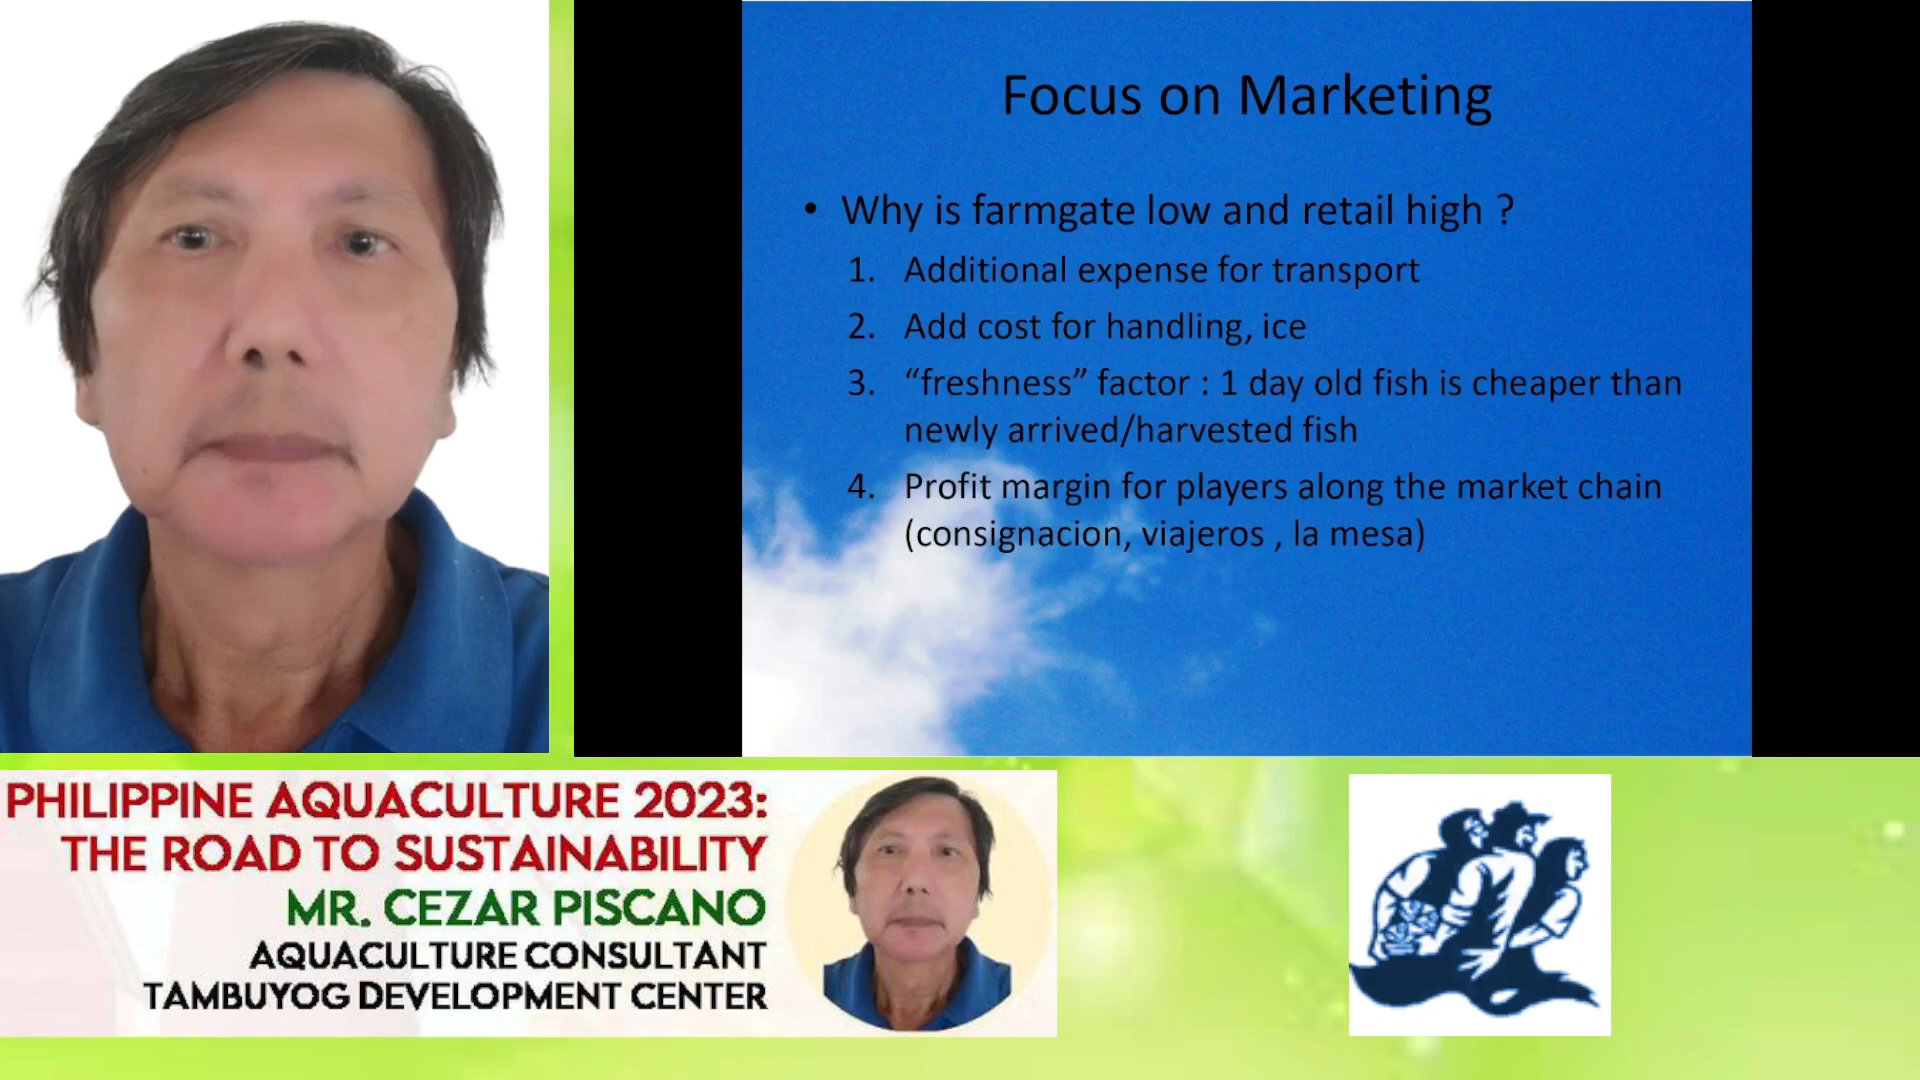 Focus on Marketing
• Why is farmgate low and retail high ?
1. Additional expense for transport
2. Add cost for handling, ice
3. “freshness” factor : 1 day old fish is cheaper than
newly arrived/harvested fish
4. Profit margin for players along the market chain
(consignacion, viajeros , la mesa)
PHILIPPINE AQUACULTURE 2023:
THE ROAD TO SUSTAINABILITY
MR. CEZAR PISCANO
AQUACULTURE CONSULTANT
TAMBUYOG DEVELOPMENT CENTER